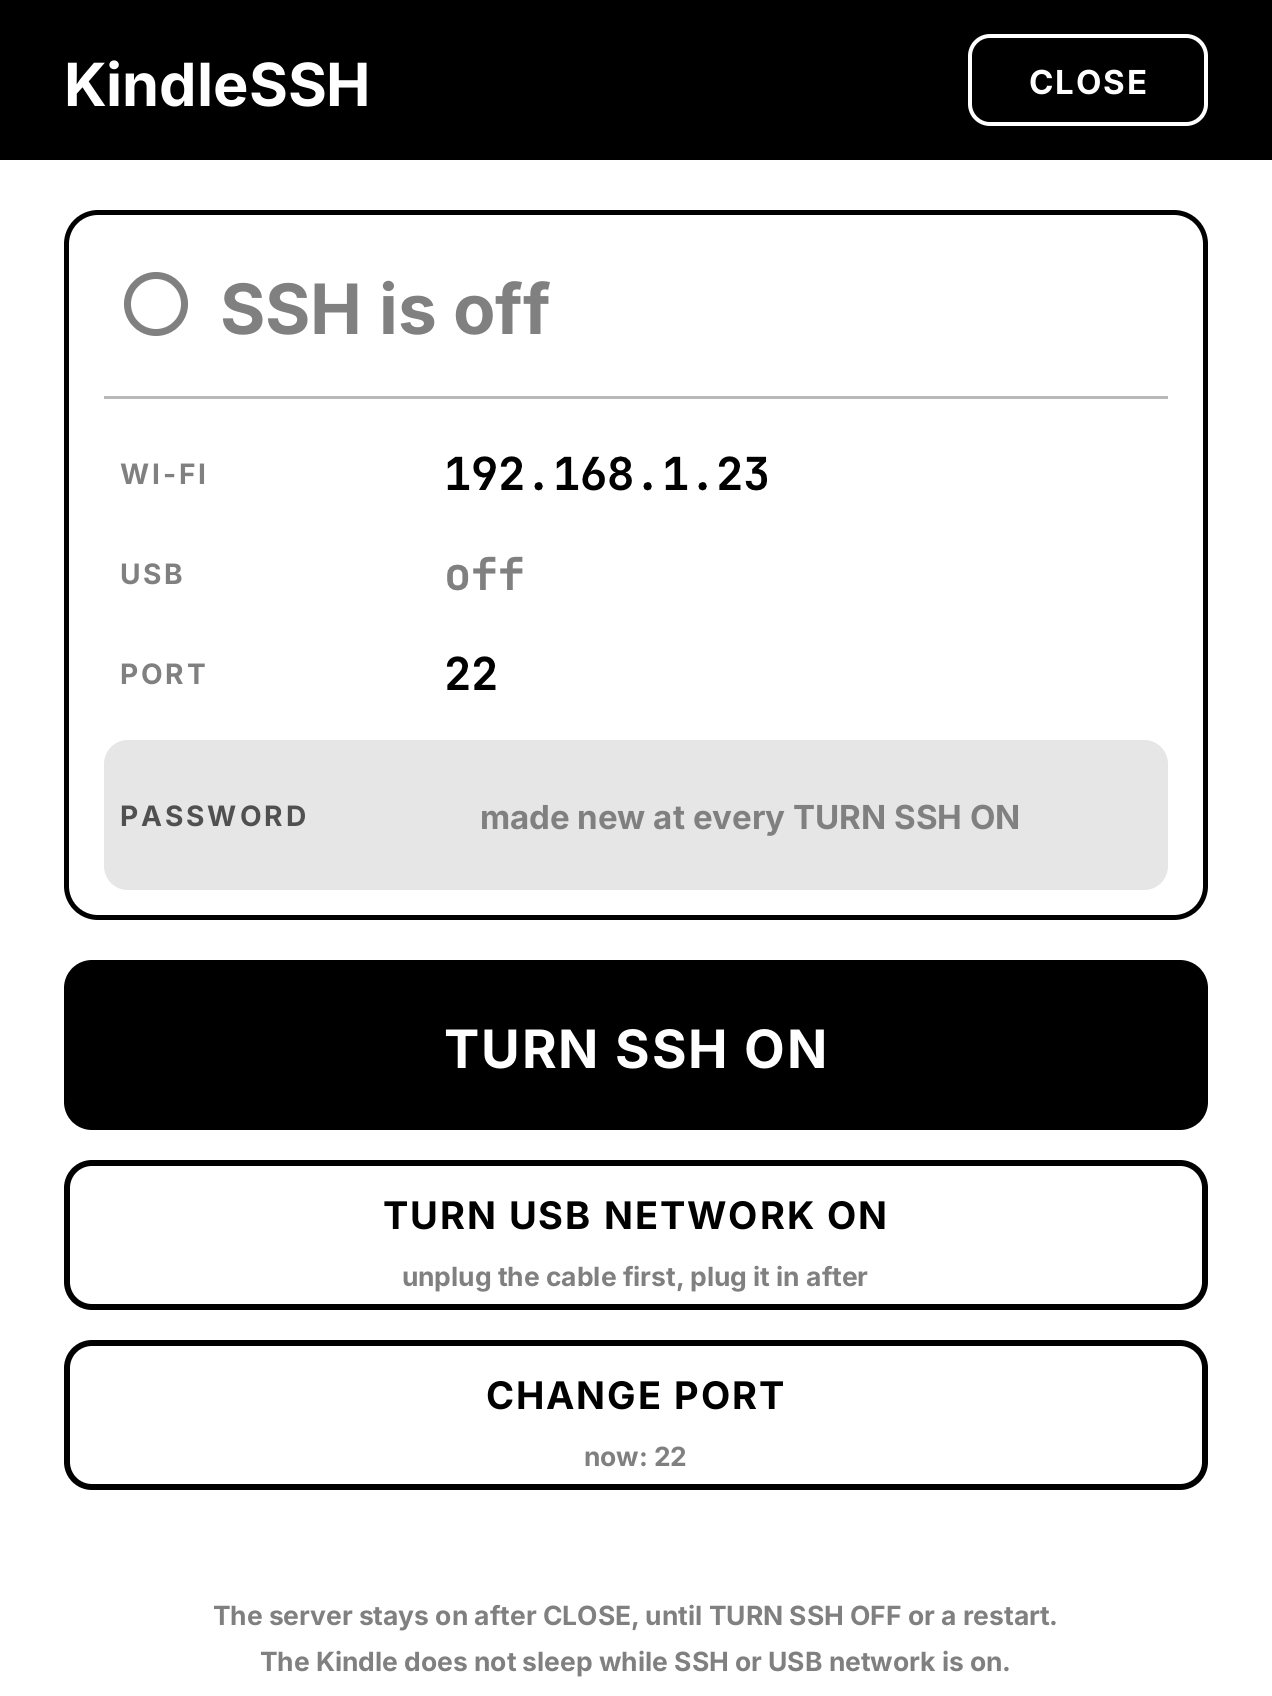 KindleSSH
CLOSE
SSH is off
WI-FI 192.168.1.23
USB off
PORT 22
PASSWORD made new at every TURN SSH ON
TURN SSH ON
TURN USB NETWORK ON
unplug the cable first, plug it in after
CHANGE PORT
now: 22
The server stays on after CLOSE, until TURN SSH OFF or a restart.
The Kindle does not sleep while SSH or USB network is on.